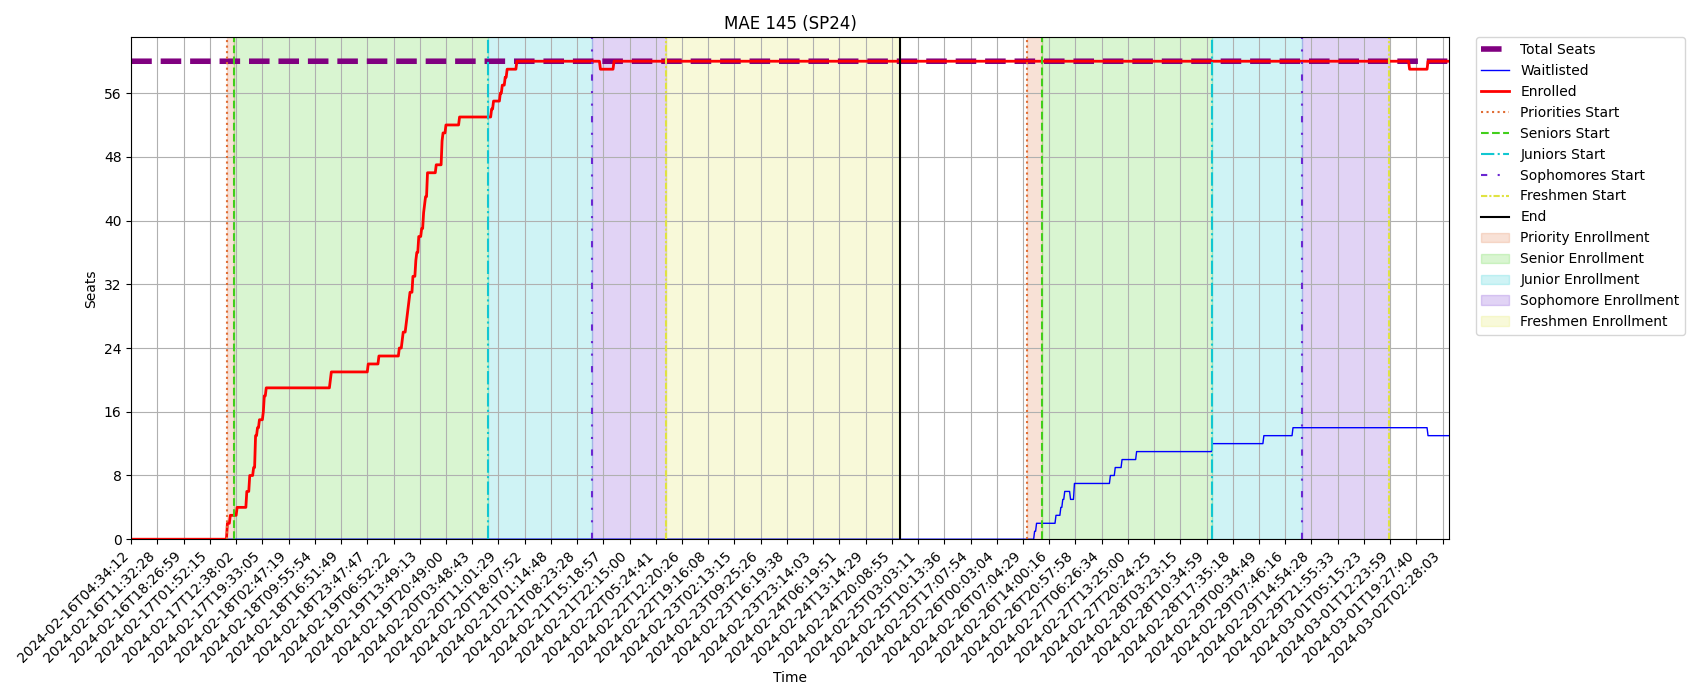 MAE 145 (SP24)
Seats
56
48
40
32
24
16
8
0
2024-02-16T04:34:12
2024-02-16T11:32:28
2024-02-16T18:26:59
2024-02-17T01:52:15
2024-02-17T12:38:02
2024-02-17T19:33:05
2024-02-18T02:47:19
2024-02-18T09:55:54
2024-02-18T16:51:49
2024-02-18T23:47:47
2024-02-19T06:52:22
2024-02-19T13:49:13
2024-02-19T20:49:00
2024-02-20T03:48:43
2024-02-20T11:01:29
2024-02-20T18:07:52
2024-02-21T01:14:48
2024-02-21T08:23:28
2024-02-21T15:18:57
2024-02-21T22:15:00
2024-02-22T05:24:41
2024-02-22T12:20:26
2024-02-22T19:16:08
2024-02-23T02:13:15
2024-02-23T09:25:26
2024-02-23T16:19:38
2024-02-23T23:14:03
2024-02-24T06:19:51
2024-02-24T13:14:29
2024-02-24T20:08:55
2024-02-25T03:03:11
2024-02-25T10:13:36
2024-02-25T17:07:54
2024-02-26T00:03:04
2024-02-26T07:04:29
2024-02-26T14:00:16
2024-02-26T20:57:58
2024-02-27T06:26:34
2024-02-27T13:25:00
2024-02-27T20:24:25
2024-02-28T03:23:15
2024-02-28T10:34:59
2024-02-28T17:35:18
2024-02-29T00:34:49
2024-02-29T07:46:16
2024-02-29T14:54:28
2024-02-29T21:55:33
2024-03-01T05:15:23
2024-03-01T12:23:59
2024-03-01T19:27:40
2024-03-02T02:28:03
Time
Total Seats
Waitlisted
Enrolled
Priorities Start
Seniors Start
Juniors Start
Sophomores Start
Freshmen Start
End
Priority Enrollment
Senior Enrollment
Junior Enrollment
Sophomore Enrollment
Freshmen Enrollment